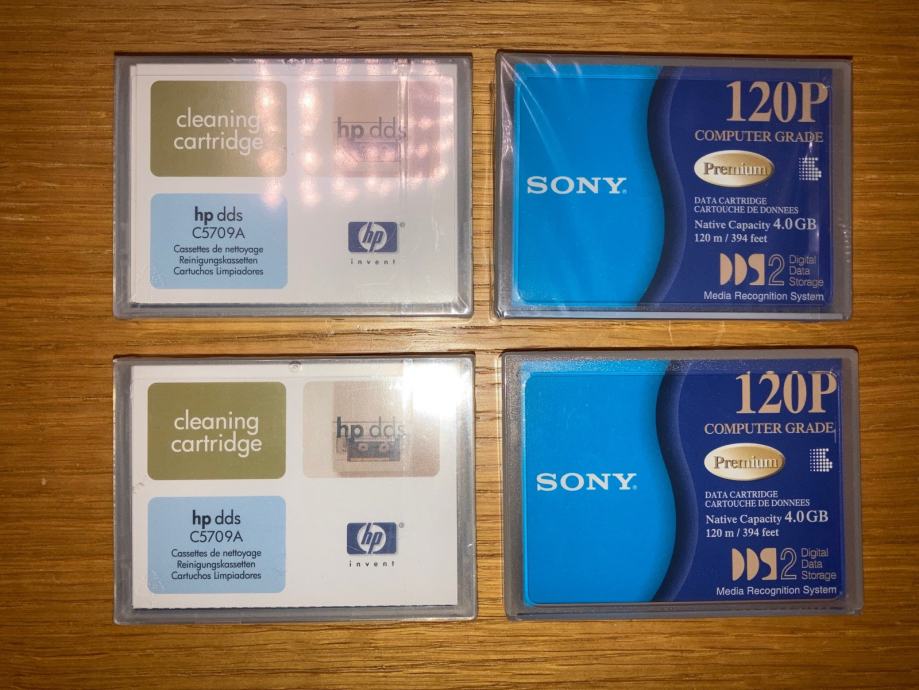 cleaning
cartridge
hp dds
hp dds
C5709A
Cassettes de nettoyage
Reinigungskassetten
Cartuchos Limpiadores
hp®
invent
SONY®
120P
COMPUTER GRADE
Premium
DATA CARTRIDGE
CARTOUCHE DE DONNEES
Native Capacity 4.0GB
120 m / 394 feet
DDS2 Digital
Data
Storage
Media Recognition System
cleaning
cartridge
hp dds
hp dds
C5709A
Cassettes de nettoyage
Reinigungskassetten
Cartuchos Limpiadores
hp®
invent
SONY®
120P
COMPUTER GRADE
Premium
DATA CARTRIDGE
CARTOUCHE DE DONNEES
Native Capacity 4.0GB
120 m / 394 feet
DDS2 Digital
Data
Storage
Media Recognition System